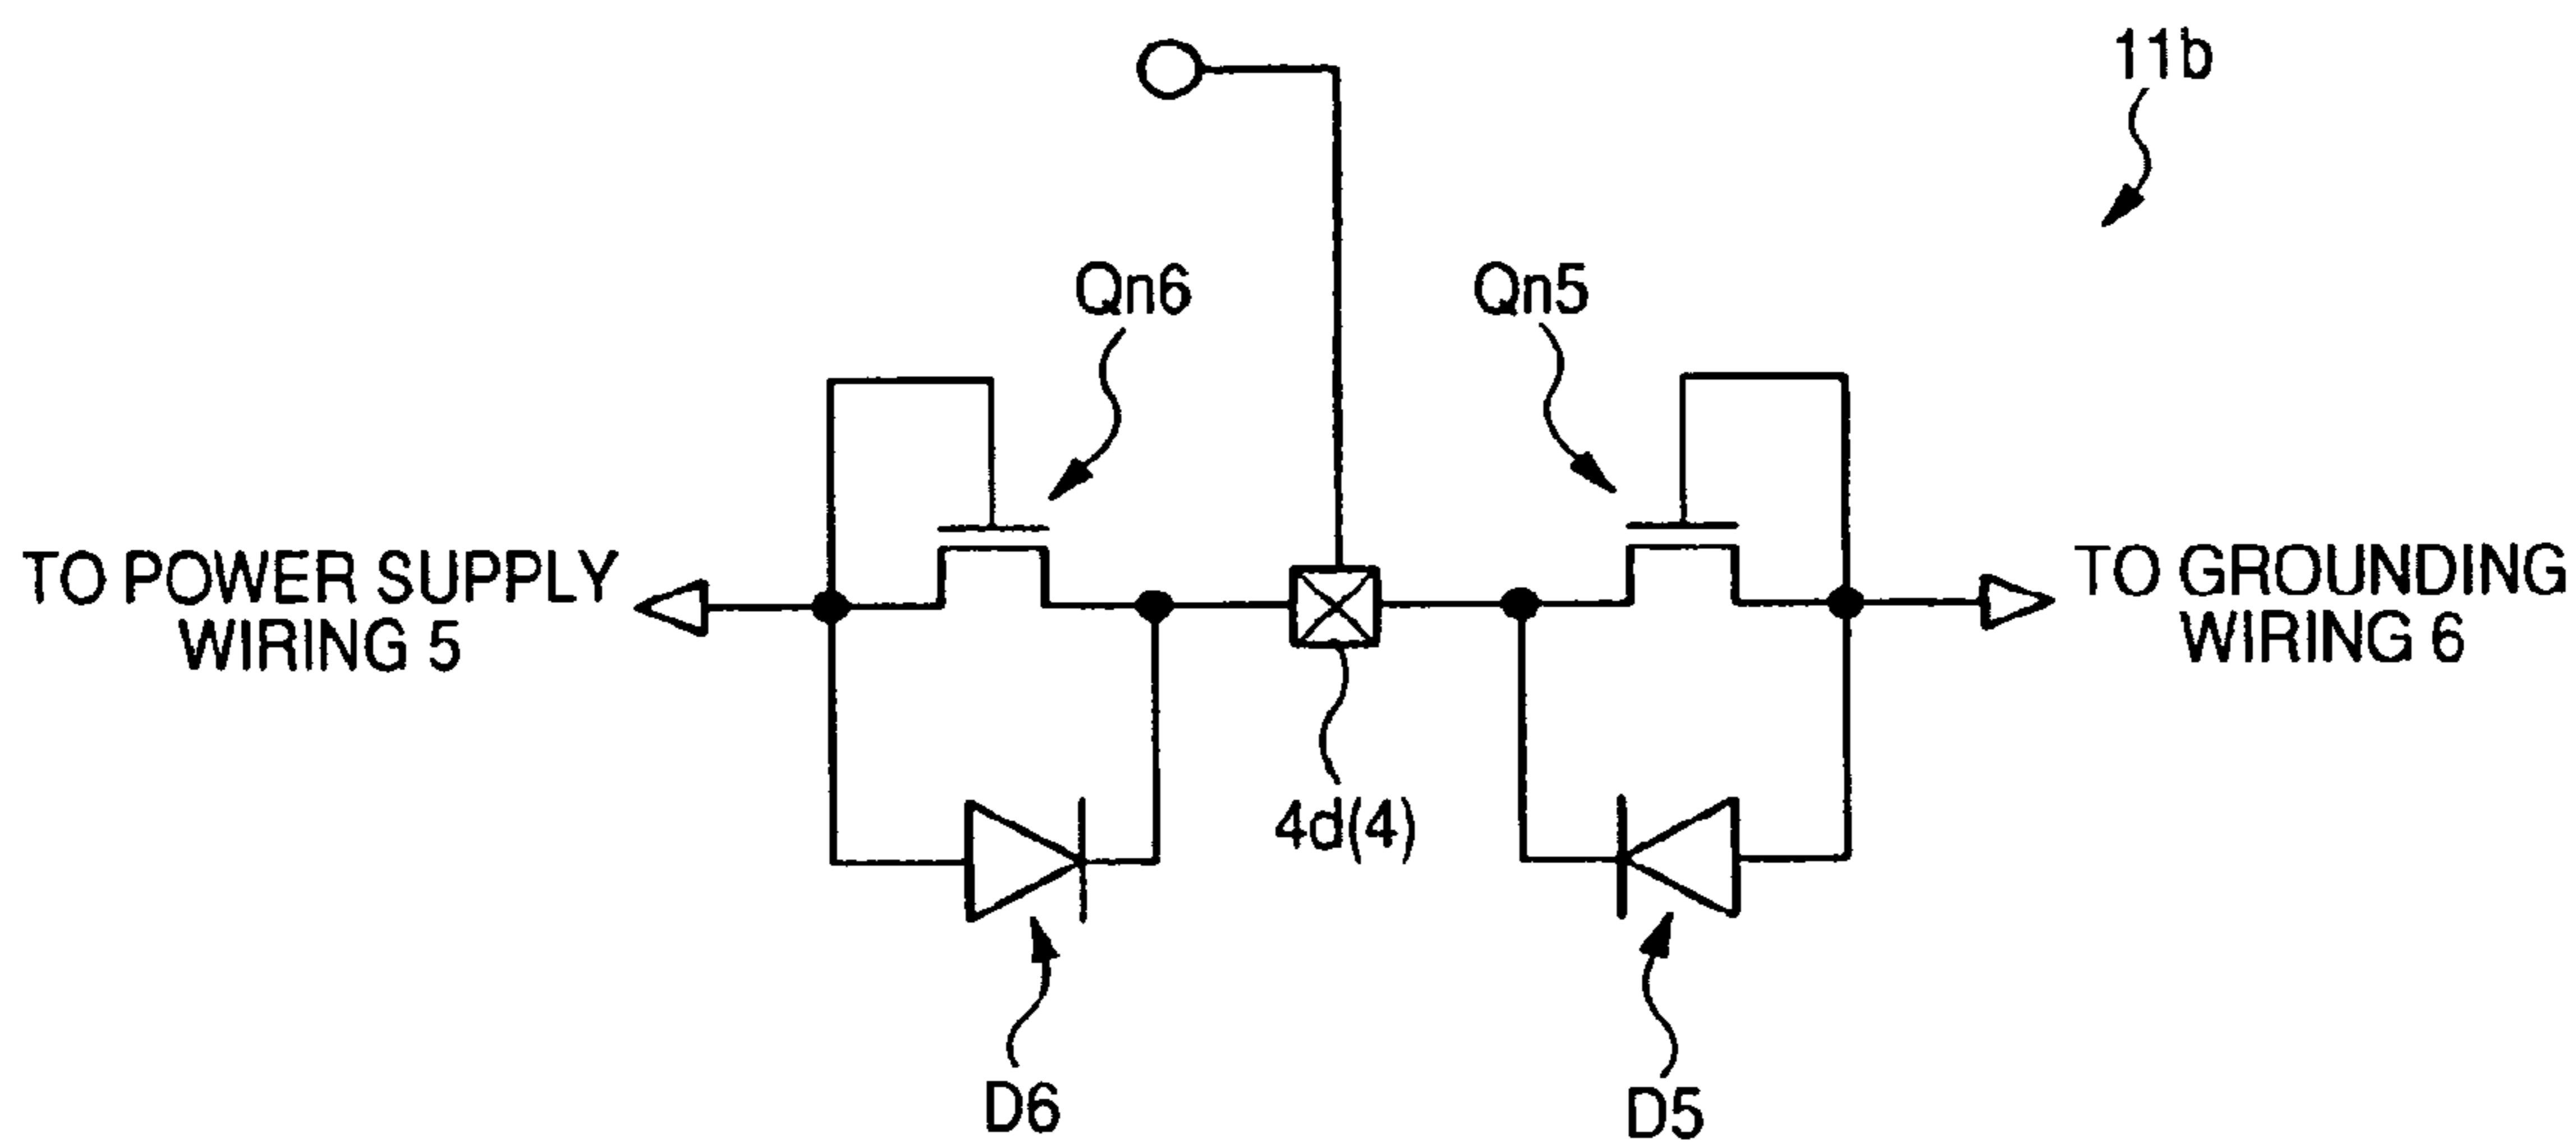 11b
Qn6
Qn5
TO POWER SUPPLY
WIRING 5
TO GROUNDING
WIRING 6
4d(4)
D6
D5